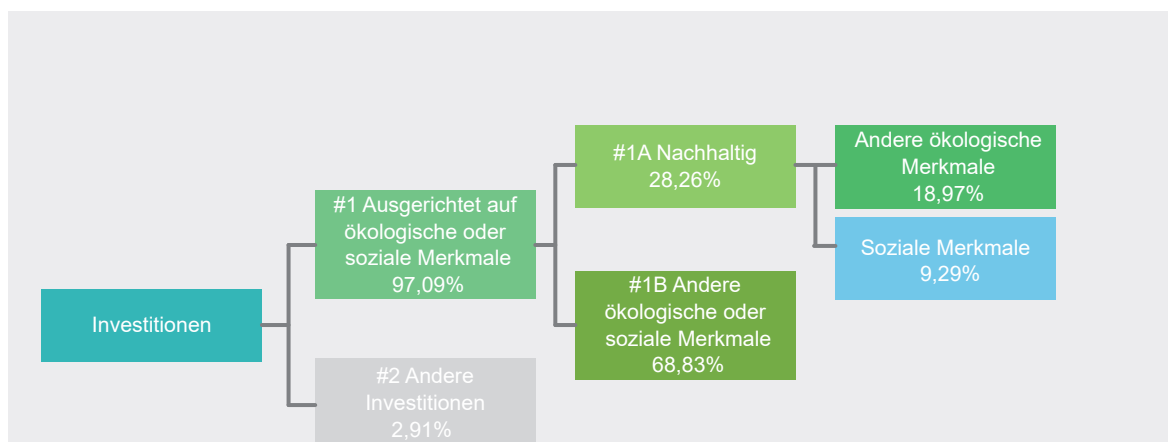 Investitionen
#1 Ausgerichtet auf
ökologische oder
soziale Merkmale
97,09%
#2 Andere
Investitionen
2,91%
#1A Nachhaltig
28,26%
#1B Andere
ökologische oder
soziale Merkmale
68,83%
Andere ökologische
Merkmale
18,97%
Soziale Merkmale
9,29%